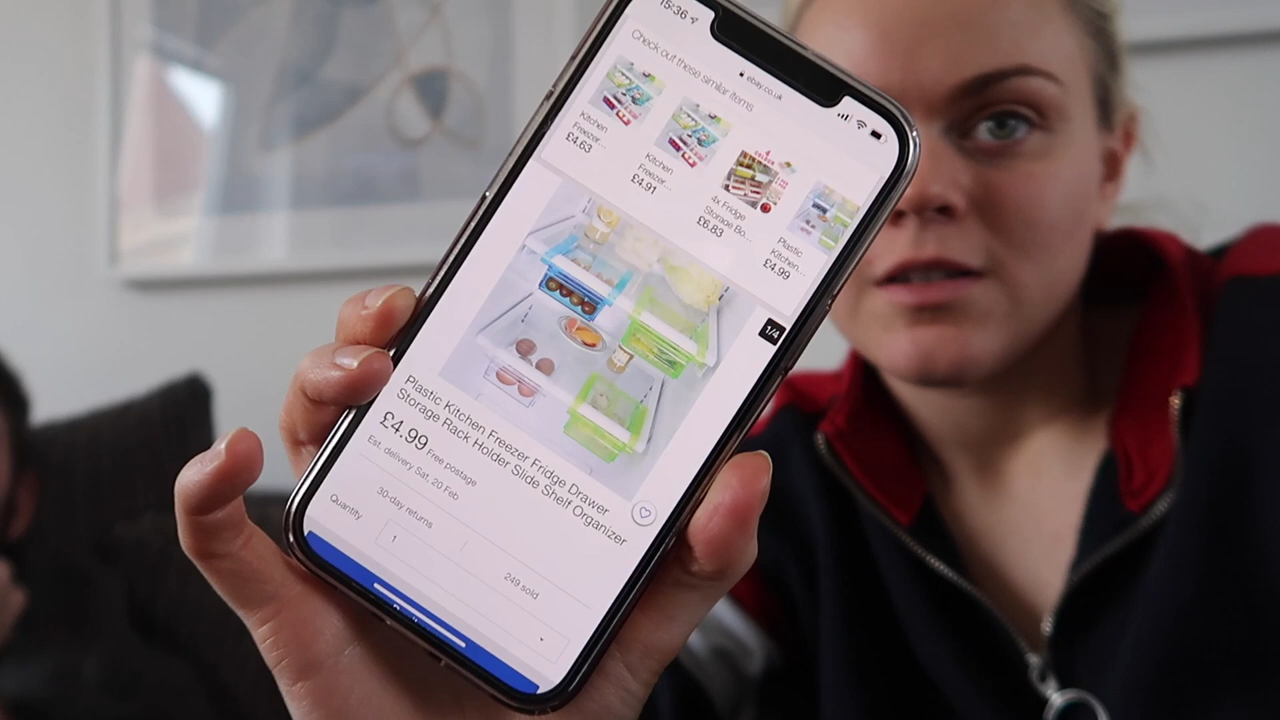 15:36
ebay.co.uk
Check out these similar items
Kitchen
Freezer...
£4.63
Kitchen
Freezer...
£4.91
4x Fridge
Storage Bo...
£6.83
Plastic
Kitchen...
£4.99
1/4
Plastic Kitchen Freezer Fridge Drawer
Storage Rack Holder Slide Shelf Organizer
£4.99 Free postage
Est. delivery Sat, 20 Feb
30-day returns
Quantity
1
249 sold